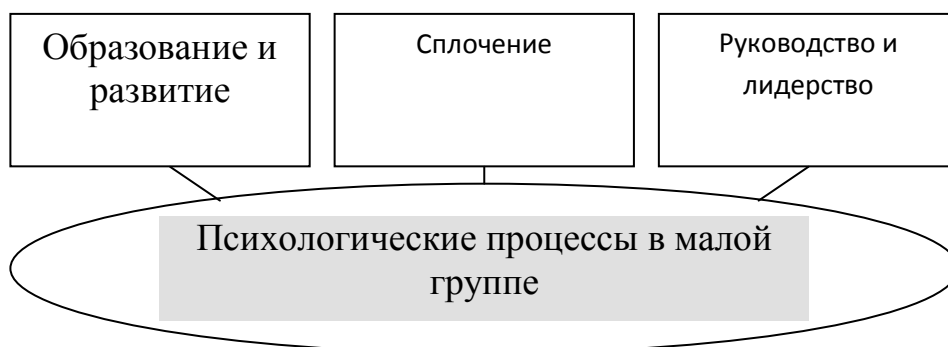 Образование и
развитие
Сплочение
Руководство и
лидерство
Психологические процессы в малой
группе